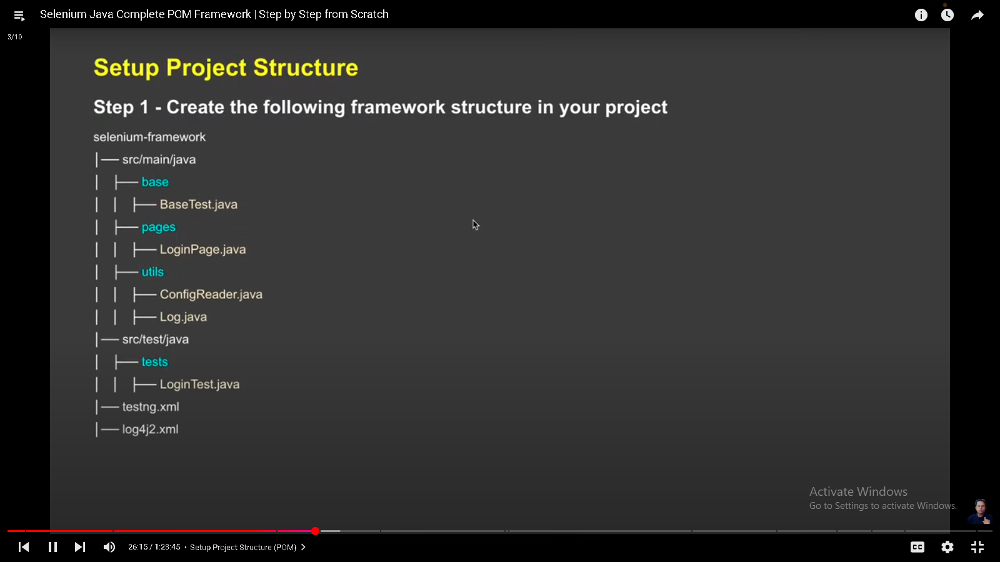 Selenium Java Complete POM Framework | Step by Step from Scratch
3/10
Setup Project Structure
Step 1 - Create the following framework structure in your project
selenium-framework
│── src/main/java
│ ├── base
│ │ ├── BaseTest.java
│ ├── pages
│ │ ├── LoginPage.java
│ ├── utils
│ │ ├── ConfigReader.java
│ │ ├── Log.java
│── src/test/java
│ ├── tests
│ │ ├── LoginTest.java
│── testng.xml
│── log4j2.xml
Activate Windows
Go to Settings to activate Windows.
26:15 / 1:23:45 • Setup Project Structure (POM)
CC